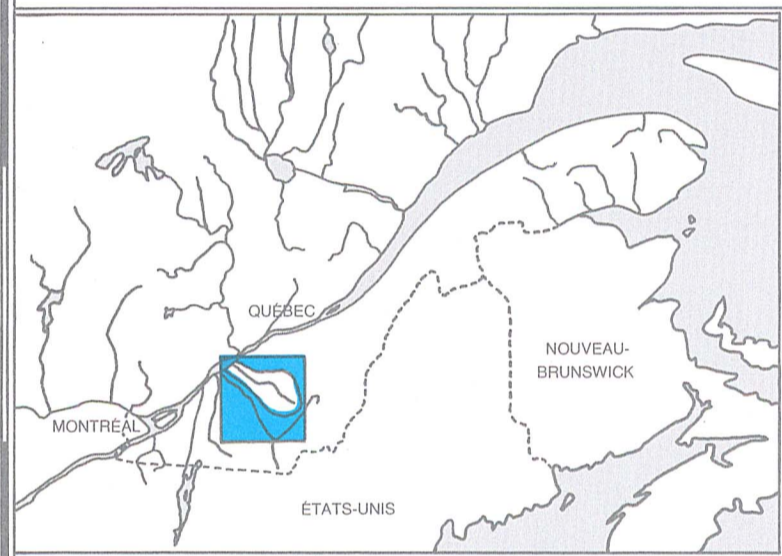 QUÉBEC
NOUVEAU-
BRUNSWICK
MONTRÉAL
ÉTATS-UNIS